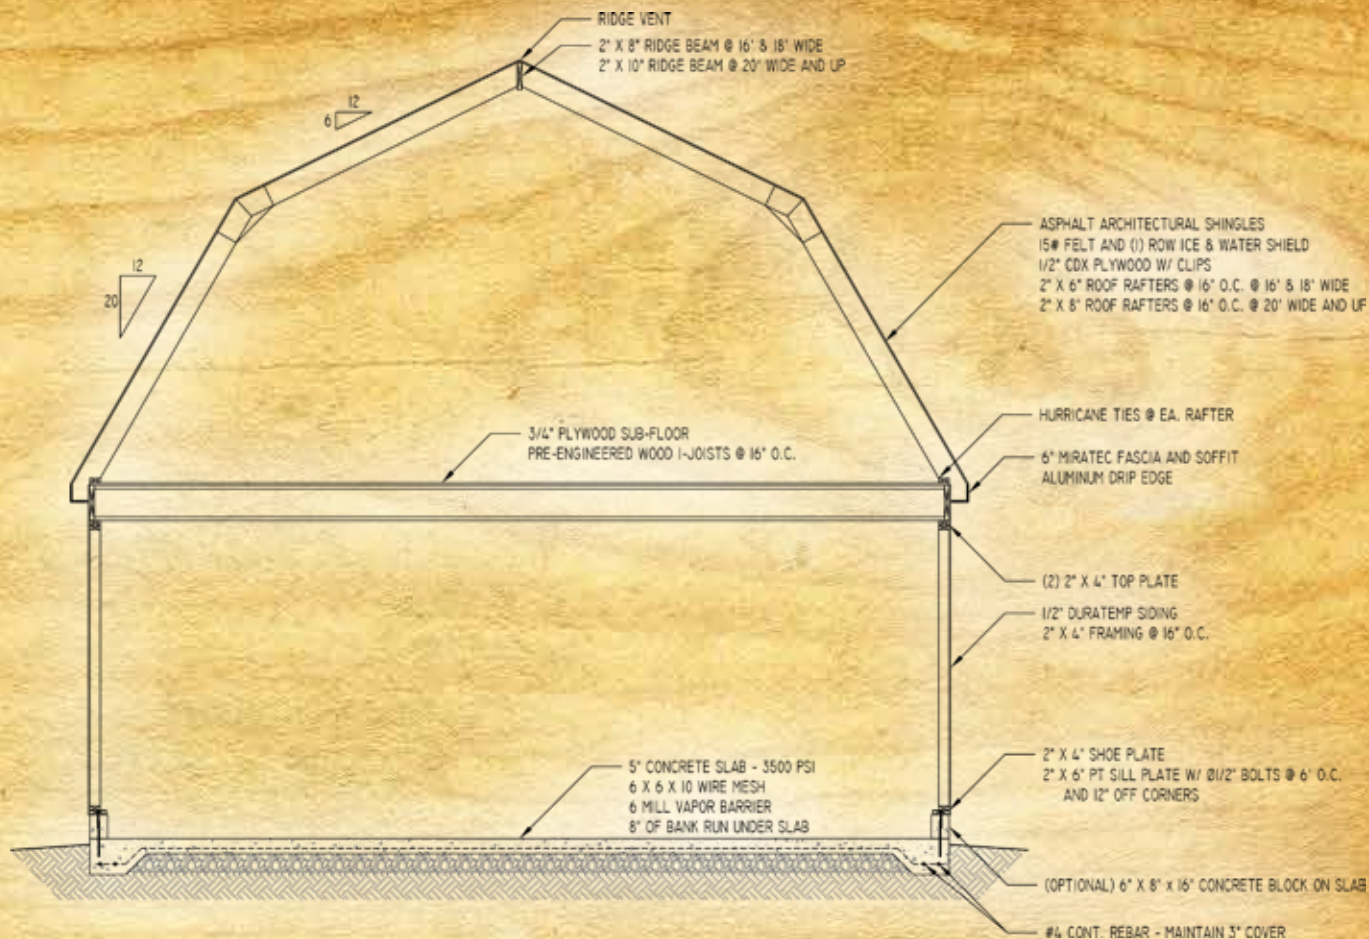 RIDGE VENT
2" X 8" RIDGE BEAM @ 16' & 18' WIDE
2" X 10" RIDGE BEAM @ 20' WIDE AND UP
12
6
12
20
ASPHALT ARCHITECTURAL SHINGLES
15# FELT AND (1) ROW ICE & WATER SHIELD
1/2" CDX PLYWOOD W/ CLIPS
2" X 6" ROOF RAFTERS @ 16" O.C. @ 16' & 18' WIDE
2" X 8" ROOF RAFTERS @ 16" O.C. @ 20' WIDE AND UP
HURRICANE TIES @ EA. RAFTER
3/4" PLYWOOD SUB-FLOOR
PRE-ENGINEERED WOOD I-JOISTS @ 16" O.C.
6" MIRATEC FASCIA AND SOFFIT
ALUMINUM DRIP EDGE
(2) 2" X 4" TOP PLATE
1/2" DURATEMP SIDING
2" X 4" FRAMING @ 16" O.C.
5" CONCRETE SLAB - 3500 PSI
6 X 6 X 10 WIRE MESH
6 MILL VAPOR BARRIER
8" OF BANK RUN UNDER SLAB
2" X 4" SHOE PLATE
2" X 6" PT SILL PLATE W/ Ø1/2" BOLTS @ 6' O.C.
AND 12" OFF CORNERS
(OPTIONAL) 6" X 8" x 16" CONCRETE BLOCK ON SLAB
#4 CONT. REBAR - MAINTAIN 3" COVER